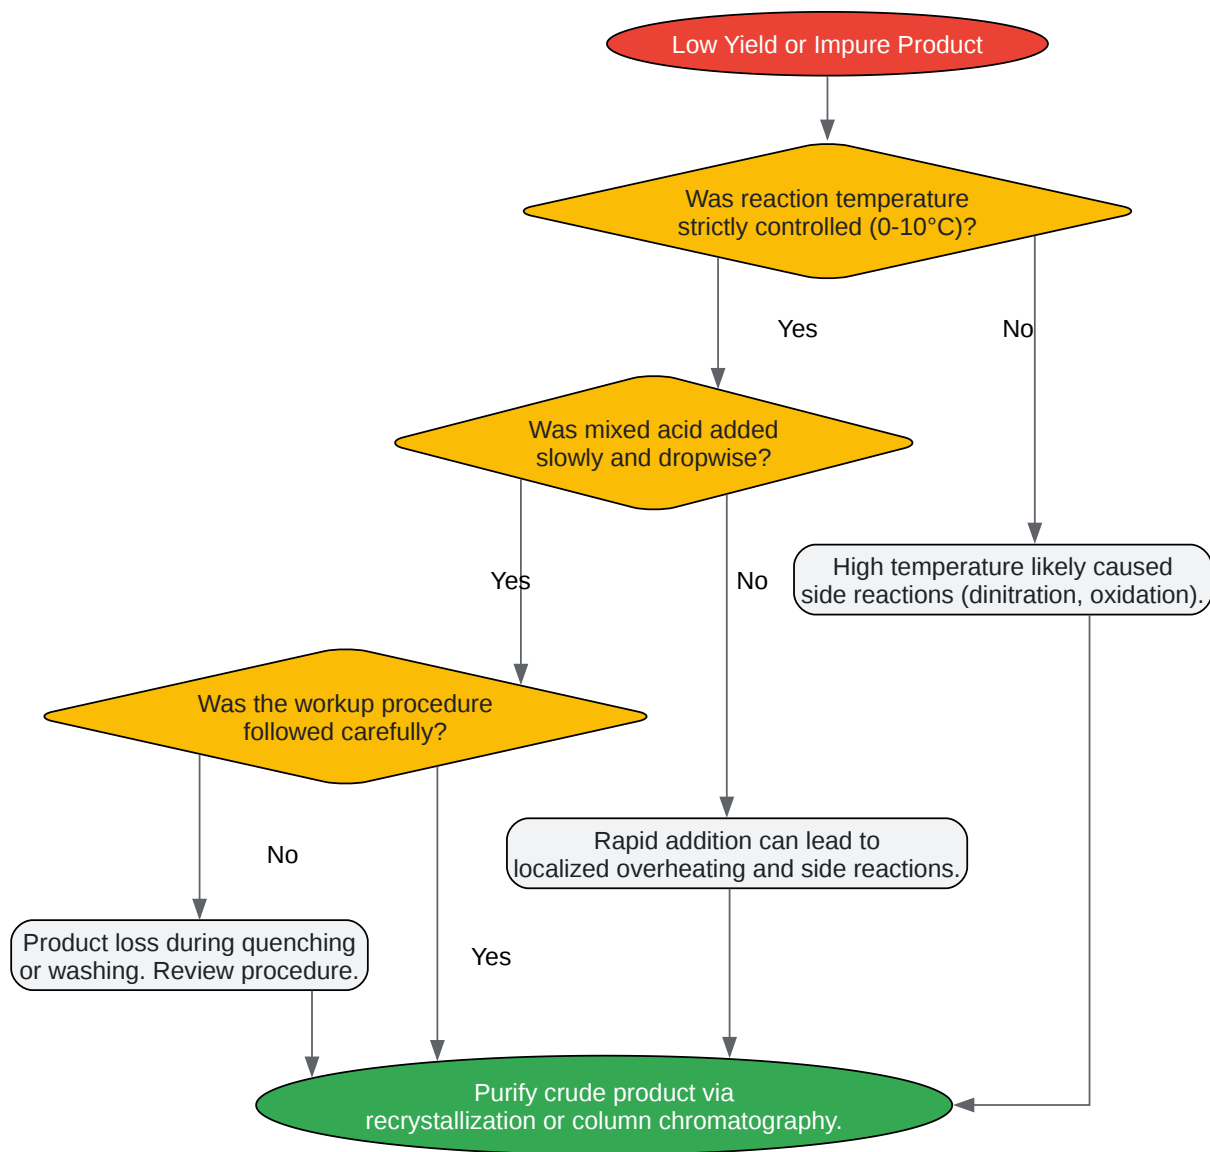 Low Yield or Impure Product
Was reaction temperature
strictly controlled (0-10°C)?
Yes
No
Was mixed acid added
slowly and dropwise?
Yes
No
High temperature likely caused
side reactions (dinitration, oxidation).
Was the workup procedure
followed carefully?
No
Rapid addition can lead to
localized overheating and side reactions.
Product loss during quenching
or washing. Review procedure.
Yes
Purify crude product via
recrystallization or column chromatography.